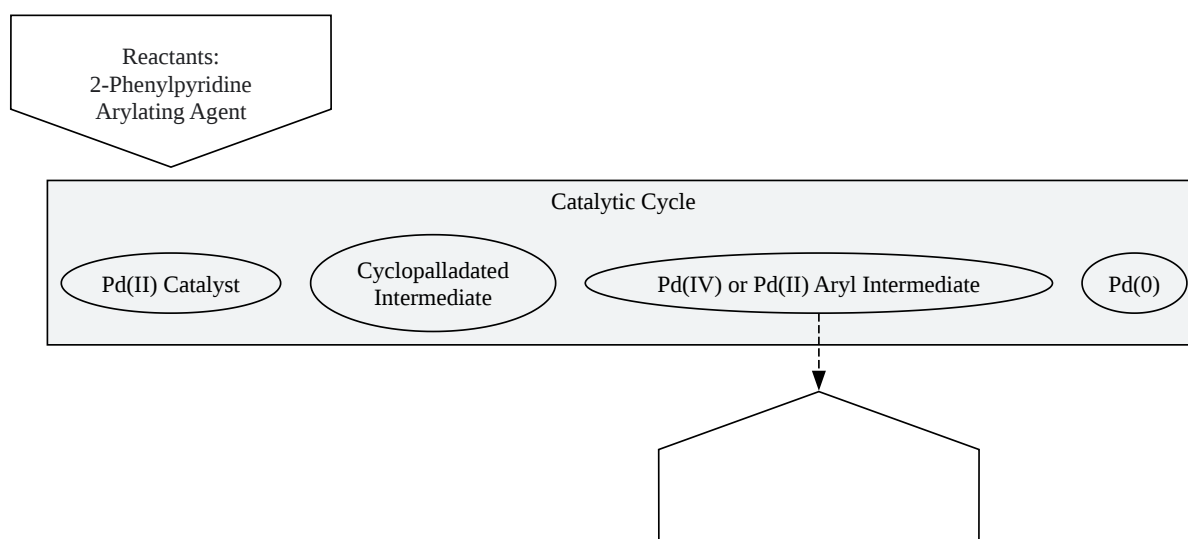 Reactants:
2-Phenylpyridine
Arylating Agent
Catalytic Cycle
Pd(II) Catalyst
Cyclopalladated
Intermediate
Pd(IV) or Pd(II) Aryl Intermediate
Pd(0)